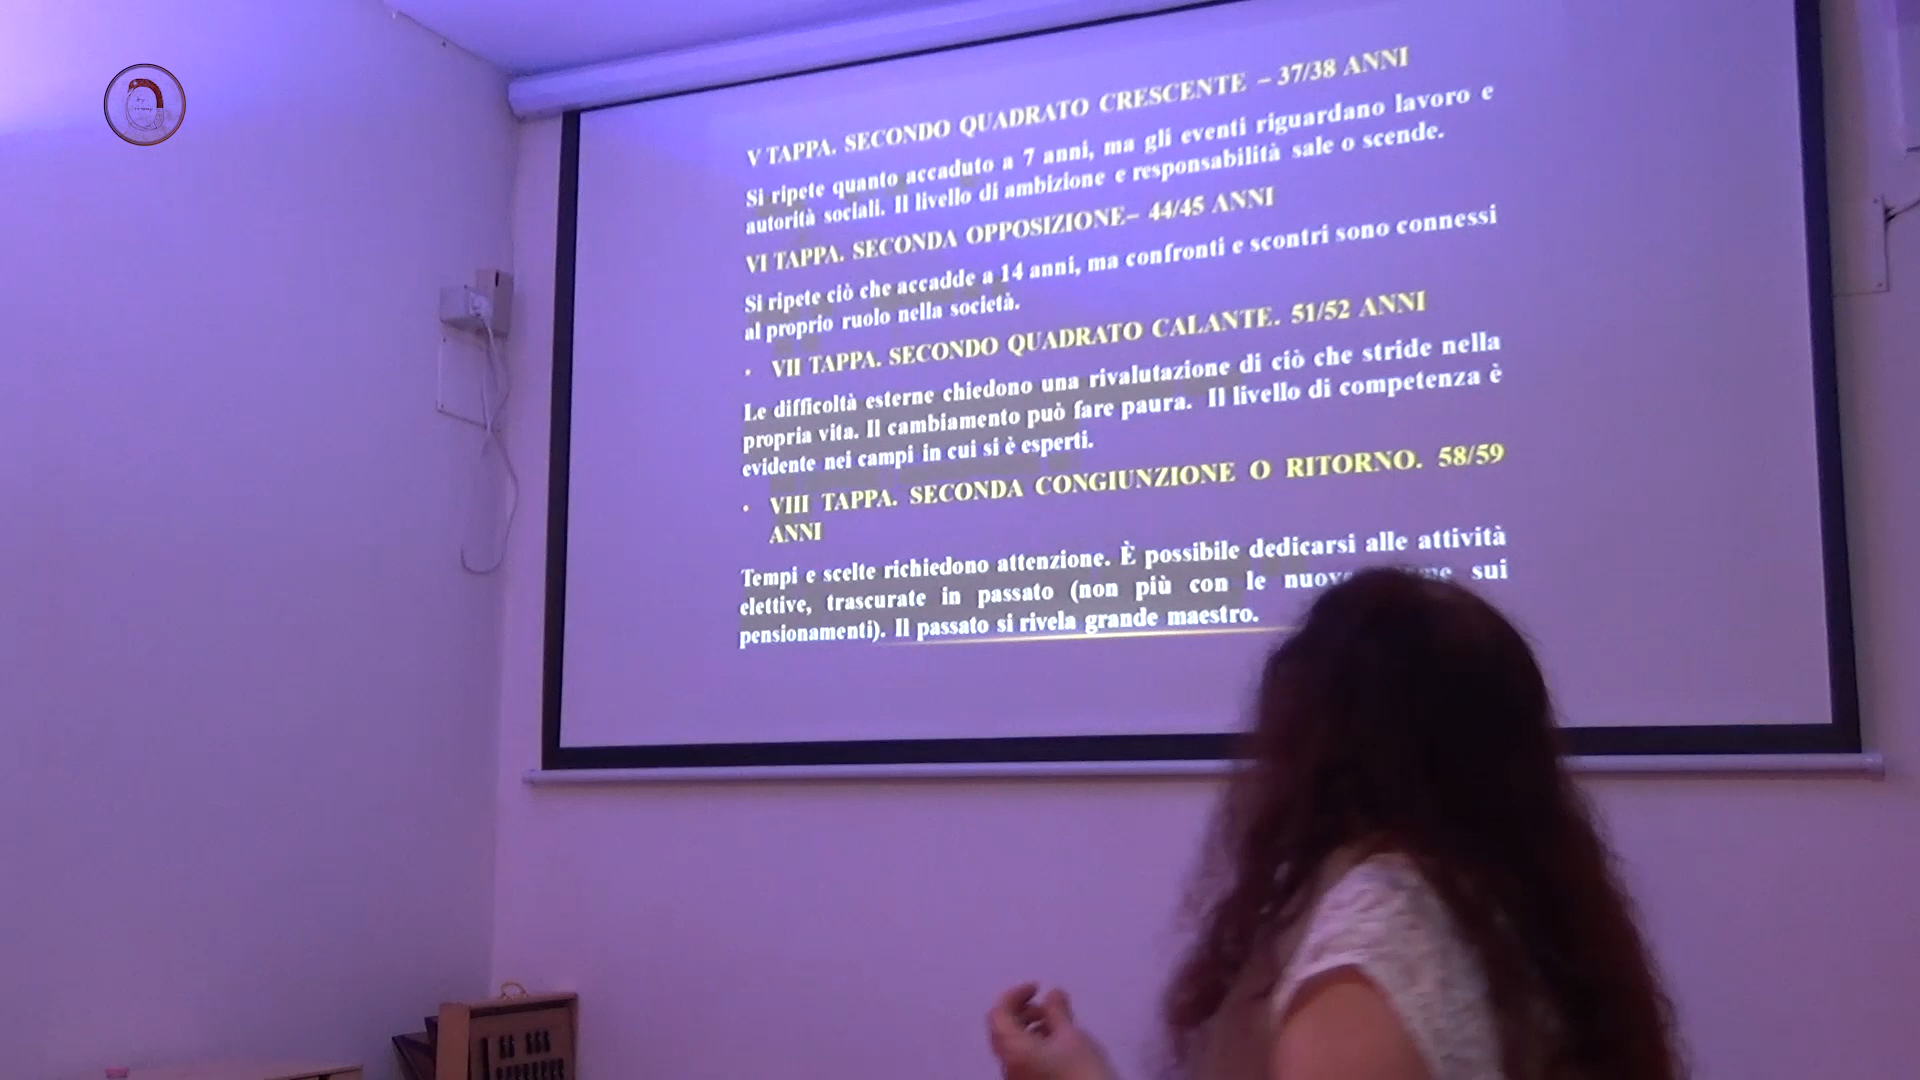 V TAPPA. SECONDO QUADRATO CRESCENTE – 37/38 ANNI
Si ripete quanto accaduto a 7 anni, ma gli eventi riguardano lavoro e
autorità sociali. Il livello di ambizione e responsabilità sale o scende.
VI TAPPA. SECONDA OPPOSIZIONE– 44/45 ANNI
Si ripete ciò che accadde a 14 anni, ma confronti e scontri sono connessi
al proprio ruolo nella società.
• VII TAPPA. SECONDO QUADRATO CALANTE. 51/52 ANNI
Le difficoltà esterne chiedono una rivalutazione di ciò che stride nella
propria vita. Il cambiamento può fare paura. Il livello di competenza è
evidente nei campi in cui si è esperti.
• VIII TAPPA. SECONDA CONGIUNZIONE O RITORNO. 58/59
ANNI
Tempi e scelte richiedono attenzione. È possibile dedicarsi alle attività
elettive, trascurate in passato (non più con le sui
pensionamenti). Il passato si rivela grande maestro.